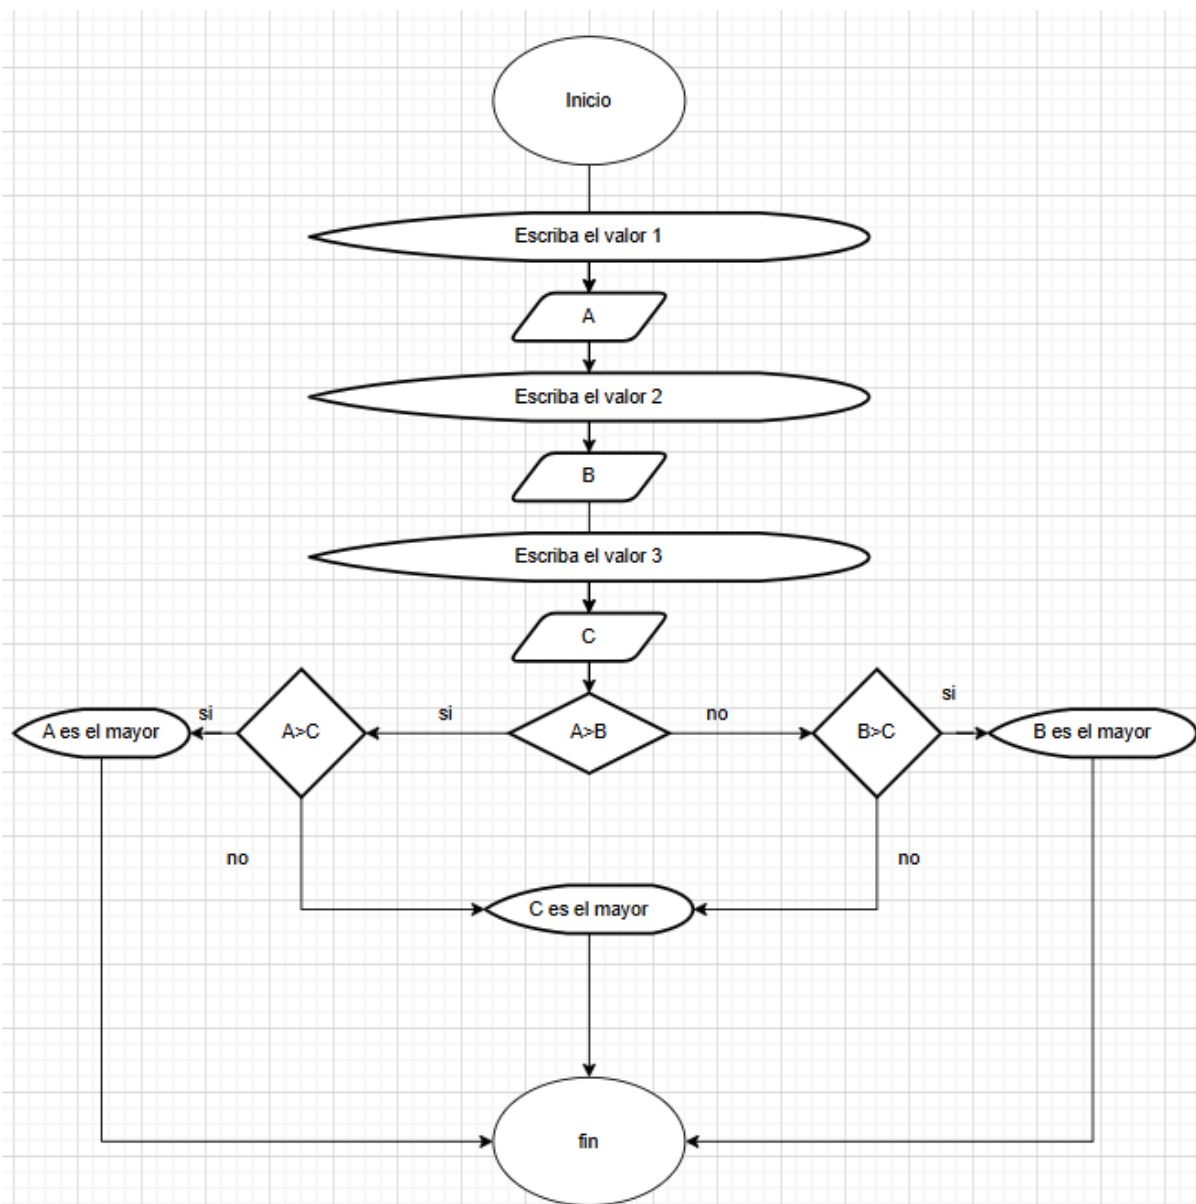 Inicio
Escriba el valor 1
A
Escriba el valor 2
B
Escriba el valor 3
C
A es el mayor
si
A>C
si
A>B
no
B>C
si
B es el mayor
no
no
C es el mayor
fin